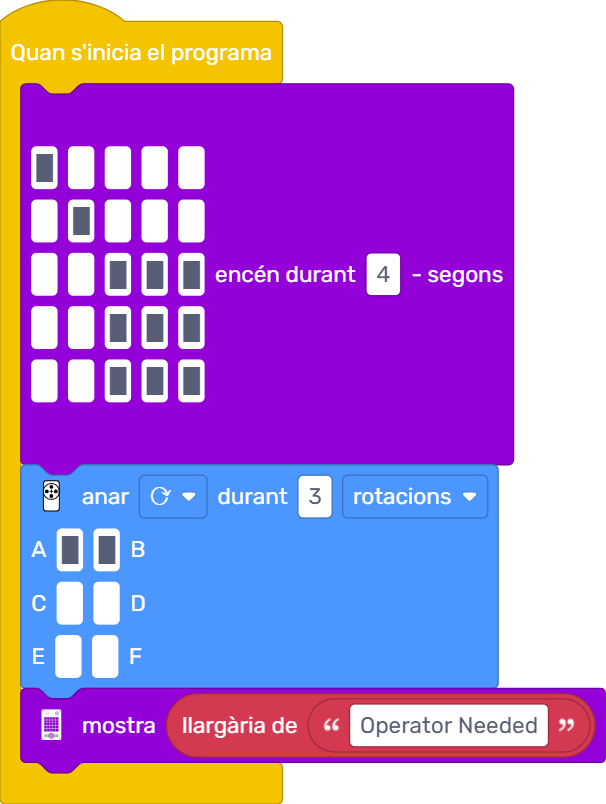 Quan s'inicia el programa
encén durant 4 - segons
anar durant 3 rotacions
A B
C D
E F
mostra llargària de “ Operator Needed ”